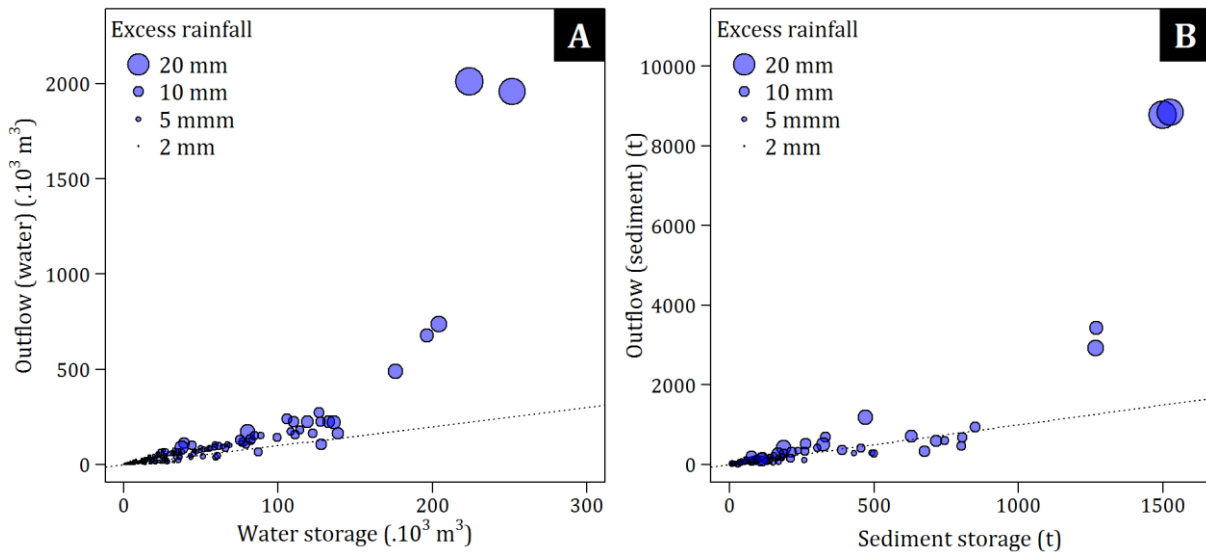 Excess rainfall
20 mm
10 mm
5 mmm
2 mm
A
Outflow (water) (.10³ m³)
2000
1500
1000
500
0
0 100 200 300
Water storage (.10³ m³)
Excess rainfall
20 mm
10 mm
5 mmm
2 mm
B
Outflow (sediment) (t)
10000
8000
6000
4000
2000
0
0 500 1000 1500
Sediment storage (t)